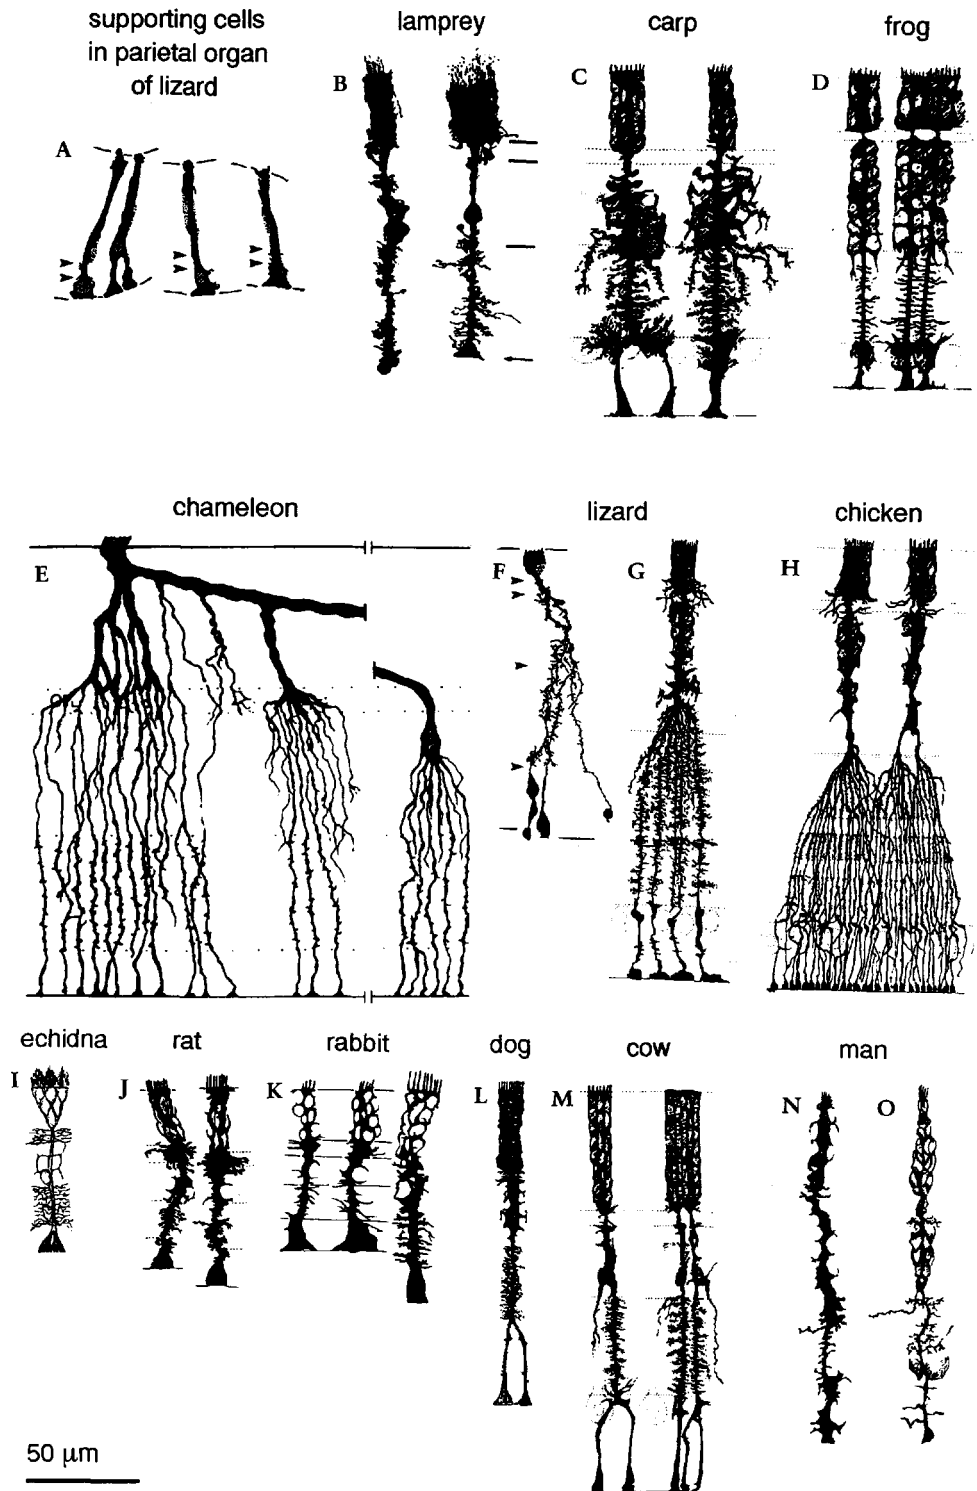 supporting cells
in parietal organ
of lizard
lamprey
carp
frog
A
B
C
D
chameleon
lizard
chicken
E
F
G
H
echidna
rat
rabbit
dog
cow
man
I
J
K
L
M
N
O
50 µm